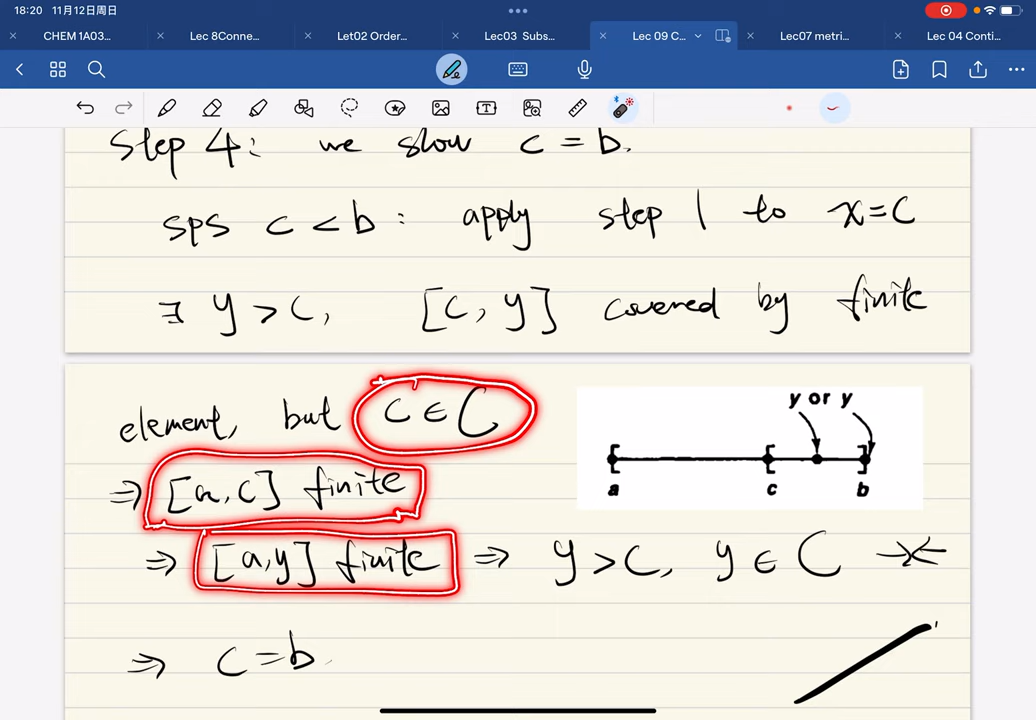 18:20 11月12日周日
CHEM 1A03...
Lec 8Conne...
Let02 Order...
Lec03 Subs...
Lec 09 C...
Lec07 metri...
Lec 04 Conti...
Step 4: we show c = b.
sps c < b : apply step 1 to x = c
∃ y > c, [c, y] covered by finite
element, but c ∈ C
⇒ [a, c] finite
⇒ [a, y] finite ⇒ y > c, y ∈ C →←
⇒ c = b.
y or y
a c b